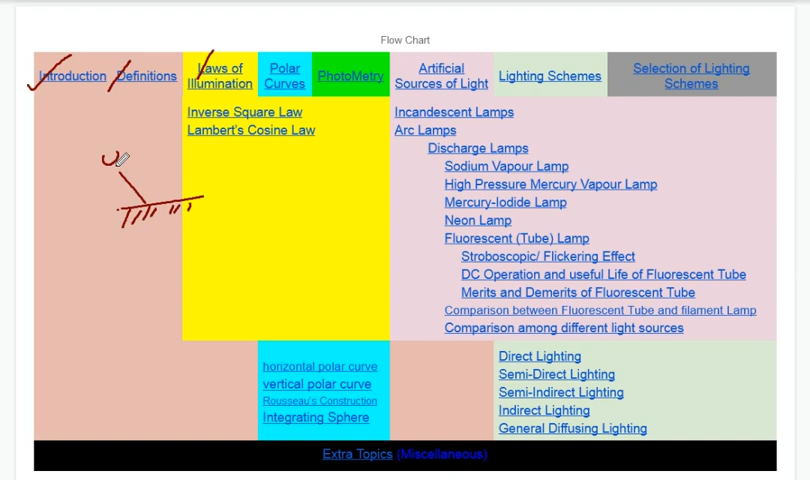 Flow Chart
Introduction
Definitions
Laws of
Illumination
Polar
Curves
PhotoMetry
Artificial
Sources of Light
Lighting Schemes
Selection of Lighting
Schemes
Inverse Square Law
Lambert's Cosine Law
Incandescent Lamps
Arc Lamps
Discharge Lamps
Sodium Vapour Lamp
High Pressure Mercury Vapour Lamp
Mercury-Iodide Lamp
Neon Lamp
Fluorescent (Tube) Lamp
Stroboscopic/ Flickering Effect
DC Operation and useful Life of Fluorescent Tube
Merits and Demerits of Fluorescent Tube
Comparison between Fluorescent Tube and filament Lamp
Comparison among different light sources
horizontal polar curve
vertical polar curve
Rousseau's Construction
Integrating Sphere
Direct Lighting
Semi-Direct Lighting
Semi-Indirect Lighting
Indirect Lighting
General Diffusing Lighting
Extra Topics (Miscellaneous)